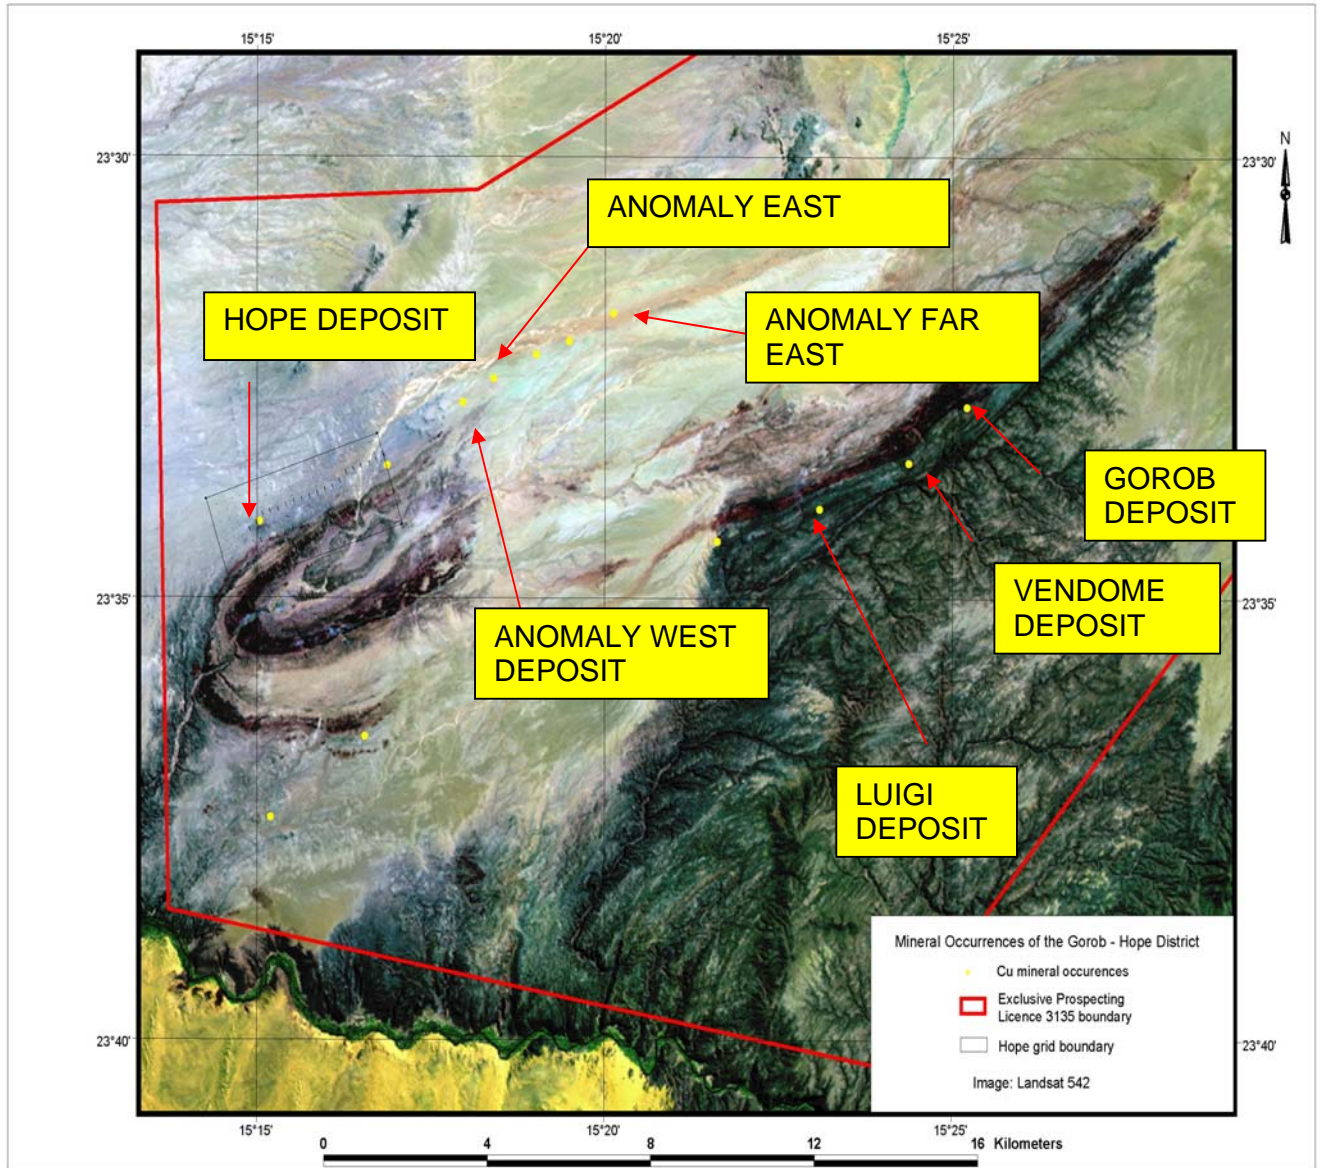 15°15' 15°20' 15°25'
23°30' 23°30'
N
ANOMALY EAST
HOPE DEPOSIT
ANOMALY FAR
EAST
GOROB
DEPOSIT
VENDOME
DEPOSIT
23°35' 23°35'
ANOMALY WEST
DEPOSIT
LUIGI
DEPOSIT
Mineral Occurrences of the Gorob - Hope District
Cu mineral occurences
Exclusive Prospecting
Licence 3135 boundary
Hope grid boundary
Image: Landsat 542
23°40' 23°40'
15°15' 15°20' 15°25'
0 4 8 12 16 Kilometers